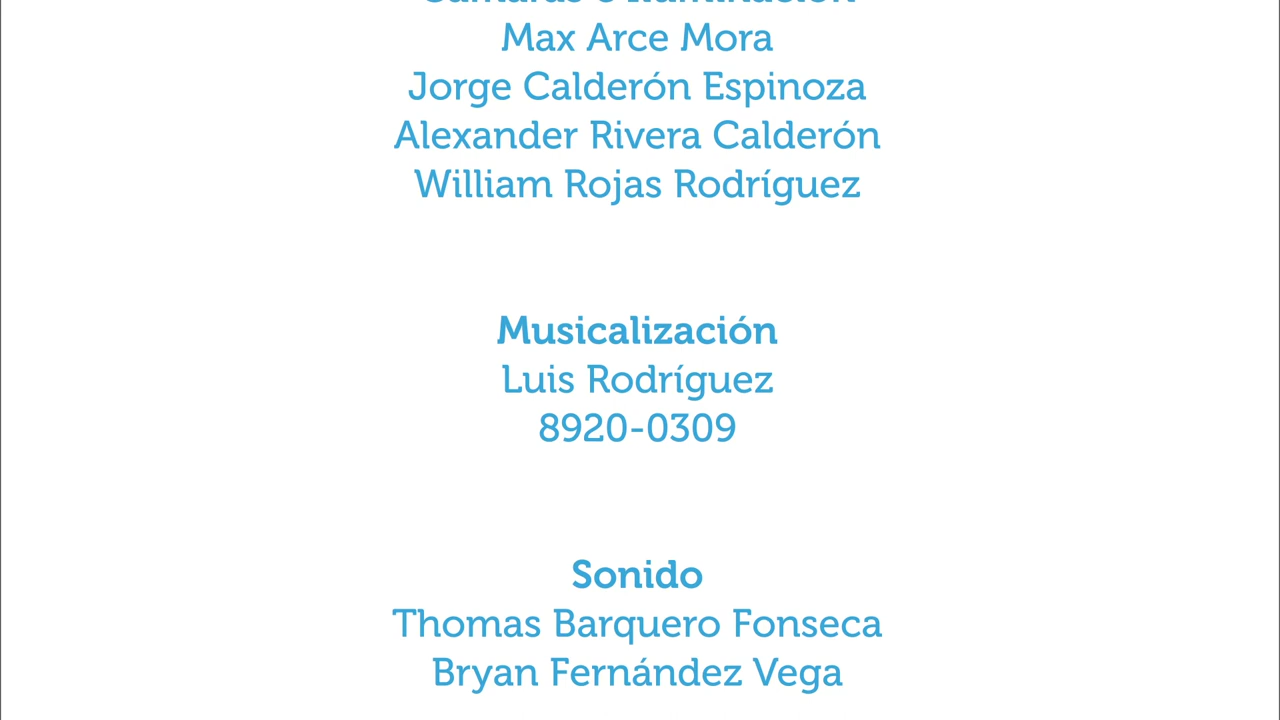 Max Arce Mora
Jorge Calderón Espinoza
Alexander Rivera Calderón
William Rojas Rodríguez
Musicalización
Luis Rodríguez
8920-0309
Sonido
Thomas Barquero Fonseca
Bryan Fernández Vega